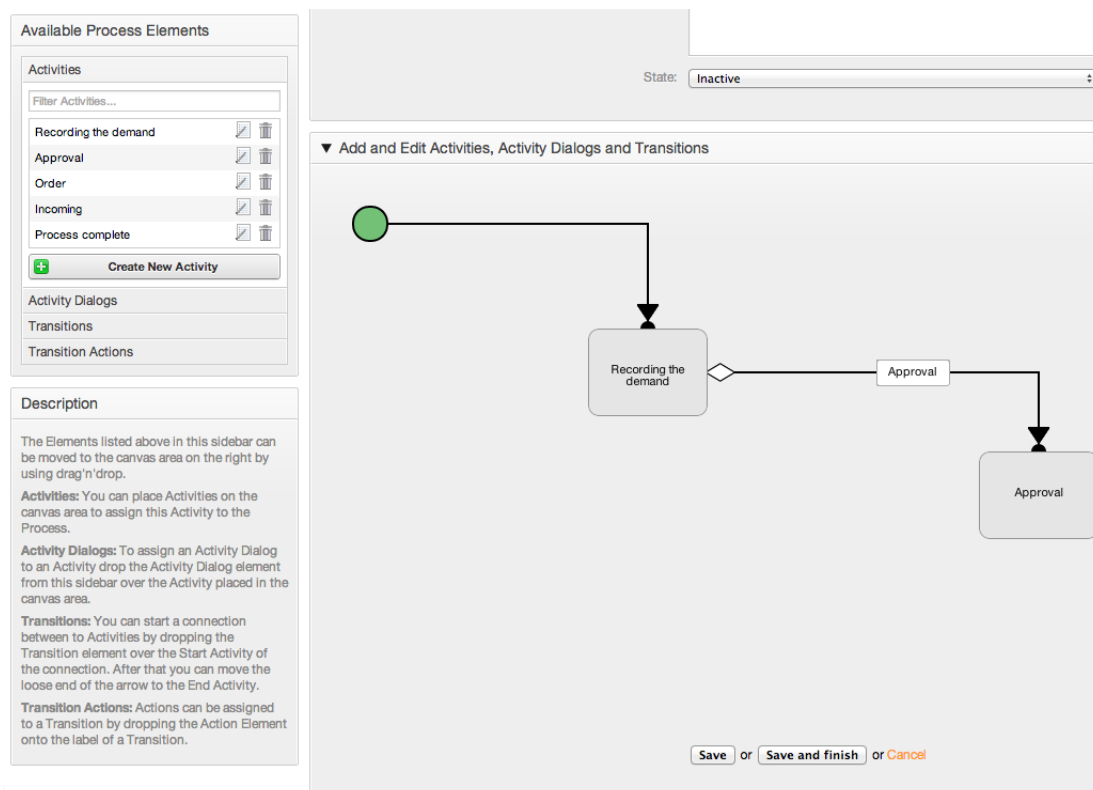 Available Process Elements
Activities
Filter Activities...
Recording the demand
Approval
Order
Incoming
Process complete
Create New Activity
Activity Dialogs
Transitions
Transition Actions
Description
The Elements listed above in this sidebar can
be moved to the canvas area on the right by
using drag'n'drop.
Activities: You can place Activities on the
canvas area to assign this Activity to the
Process.
Activity Dialogs: To assign an Activity Dialog
to an Activity drop the Activity Dialog element
from this sidebar over the Activity placed in the
canvas area.
Transitions: You can start a connection
between to Activities by dropping the
Transition element over the Start Activity of
the connection. After that you can move the
loose end of the arrow to the End Activity.
Transition Actions: Actions can be assigned
to a Transition by dropping the Action Element
onto the label of a Transition.
State: Inactive
Add and Edit Activities, Activity Dialogs and Transitions
Recording the
demand
Approval
Approval
Save or Save and finish or Cancel